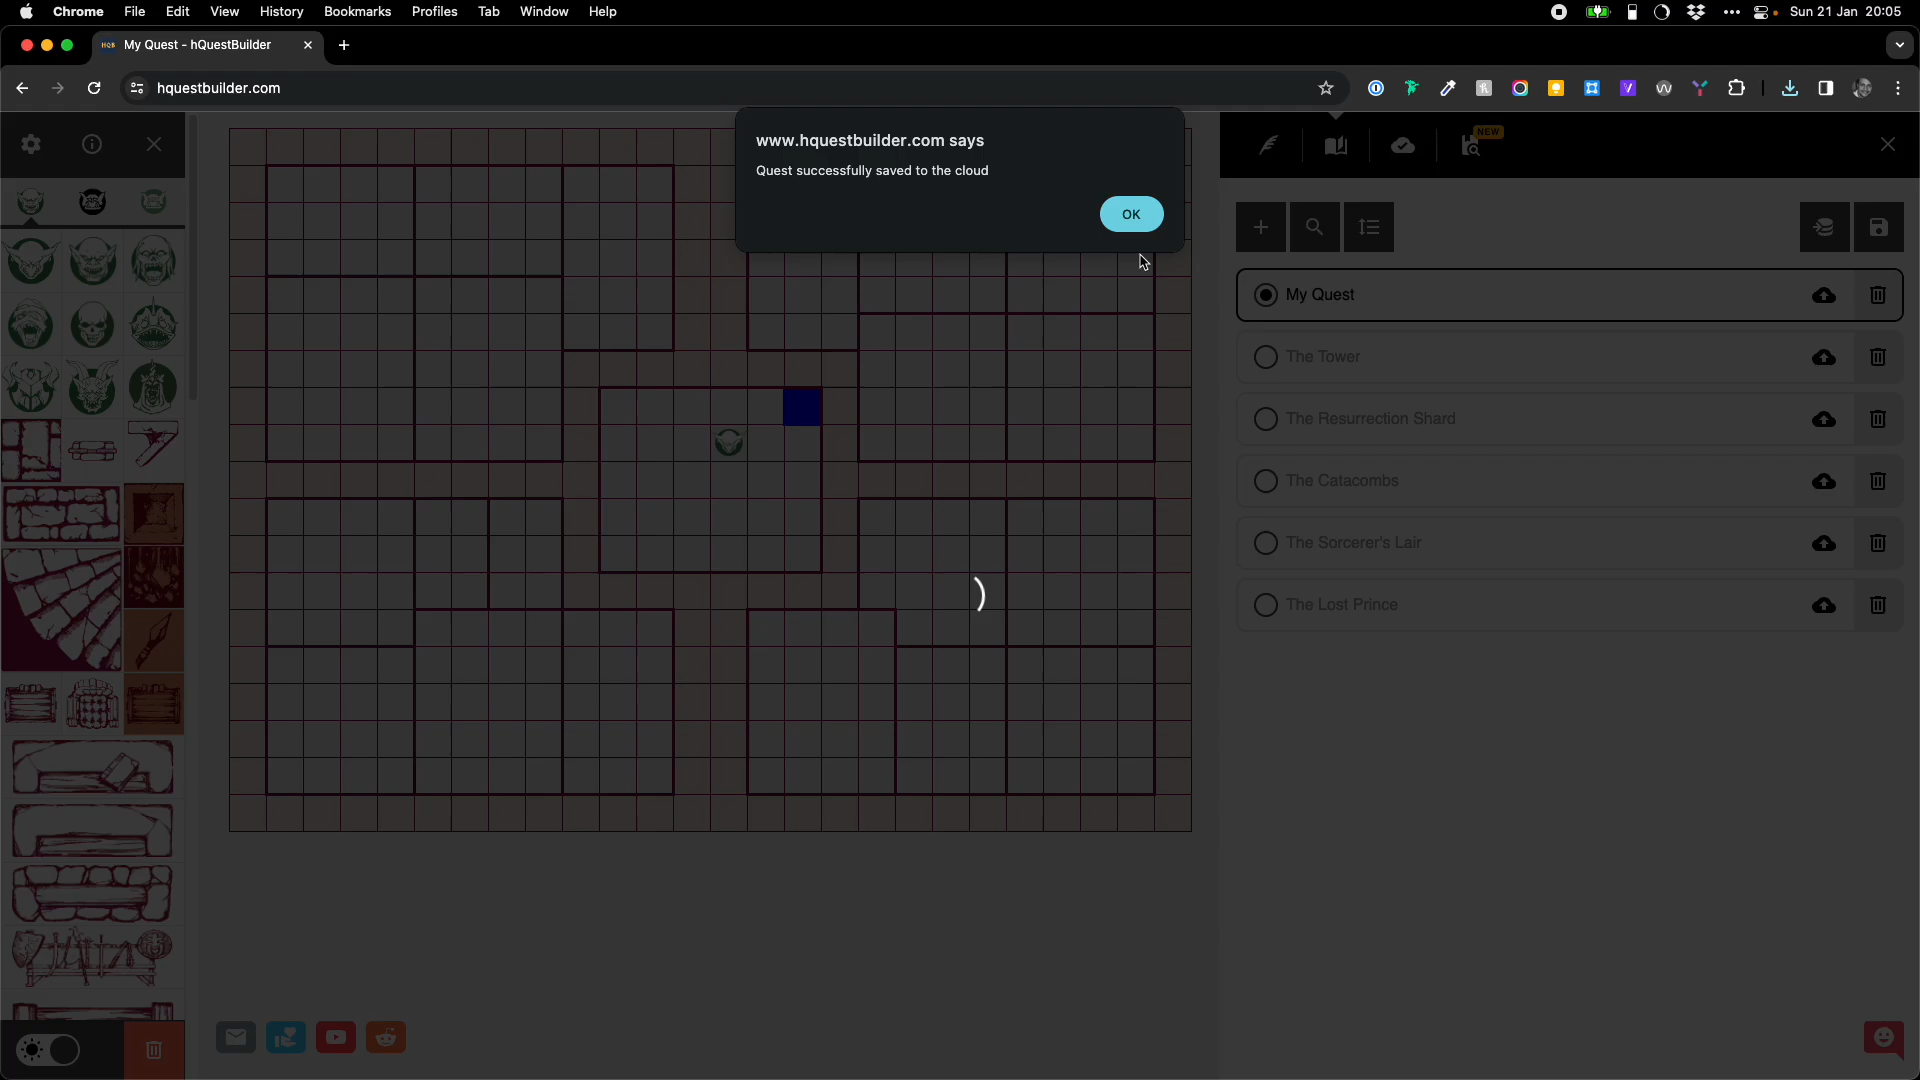 Chrome File Edit View History Bookmarks Profiles Tab Window Help
Sun 21 Jan 20:05
HQB My Quest - hQuestBuilder
hquestbuilder.com
www.hquestbuilder.com says
Quest successfully saved to the cloud
OK
NEW
My Quest
The Tower
The Resurrection Shard
The Catacombs
The Sorcerer's Lair
The Lost Prince